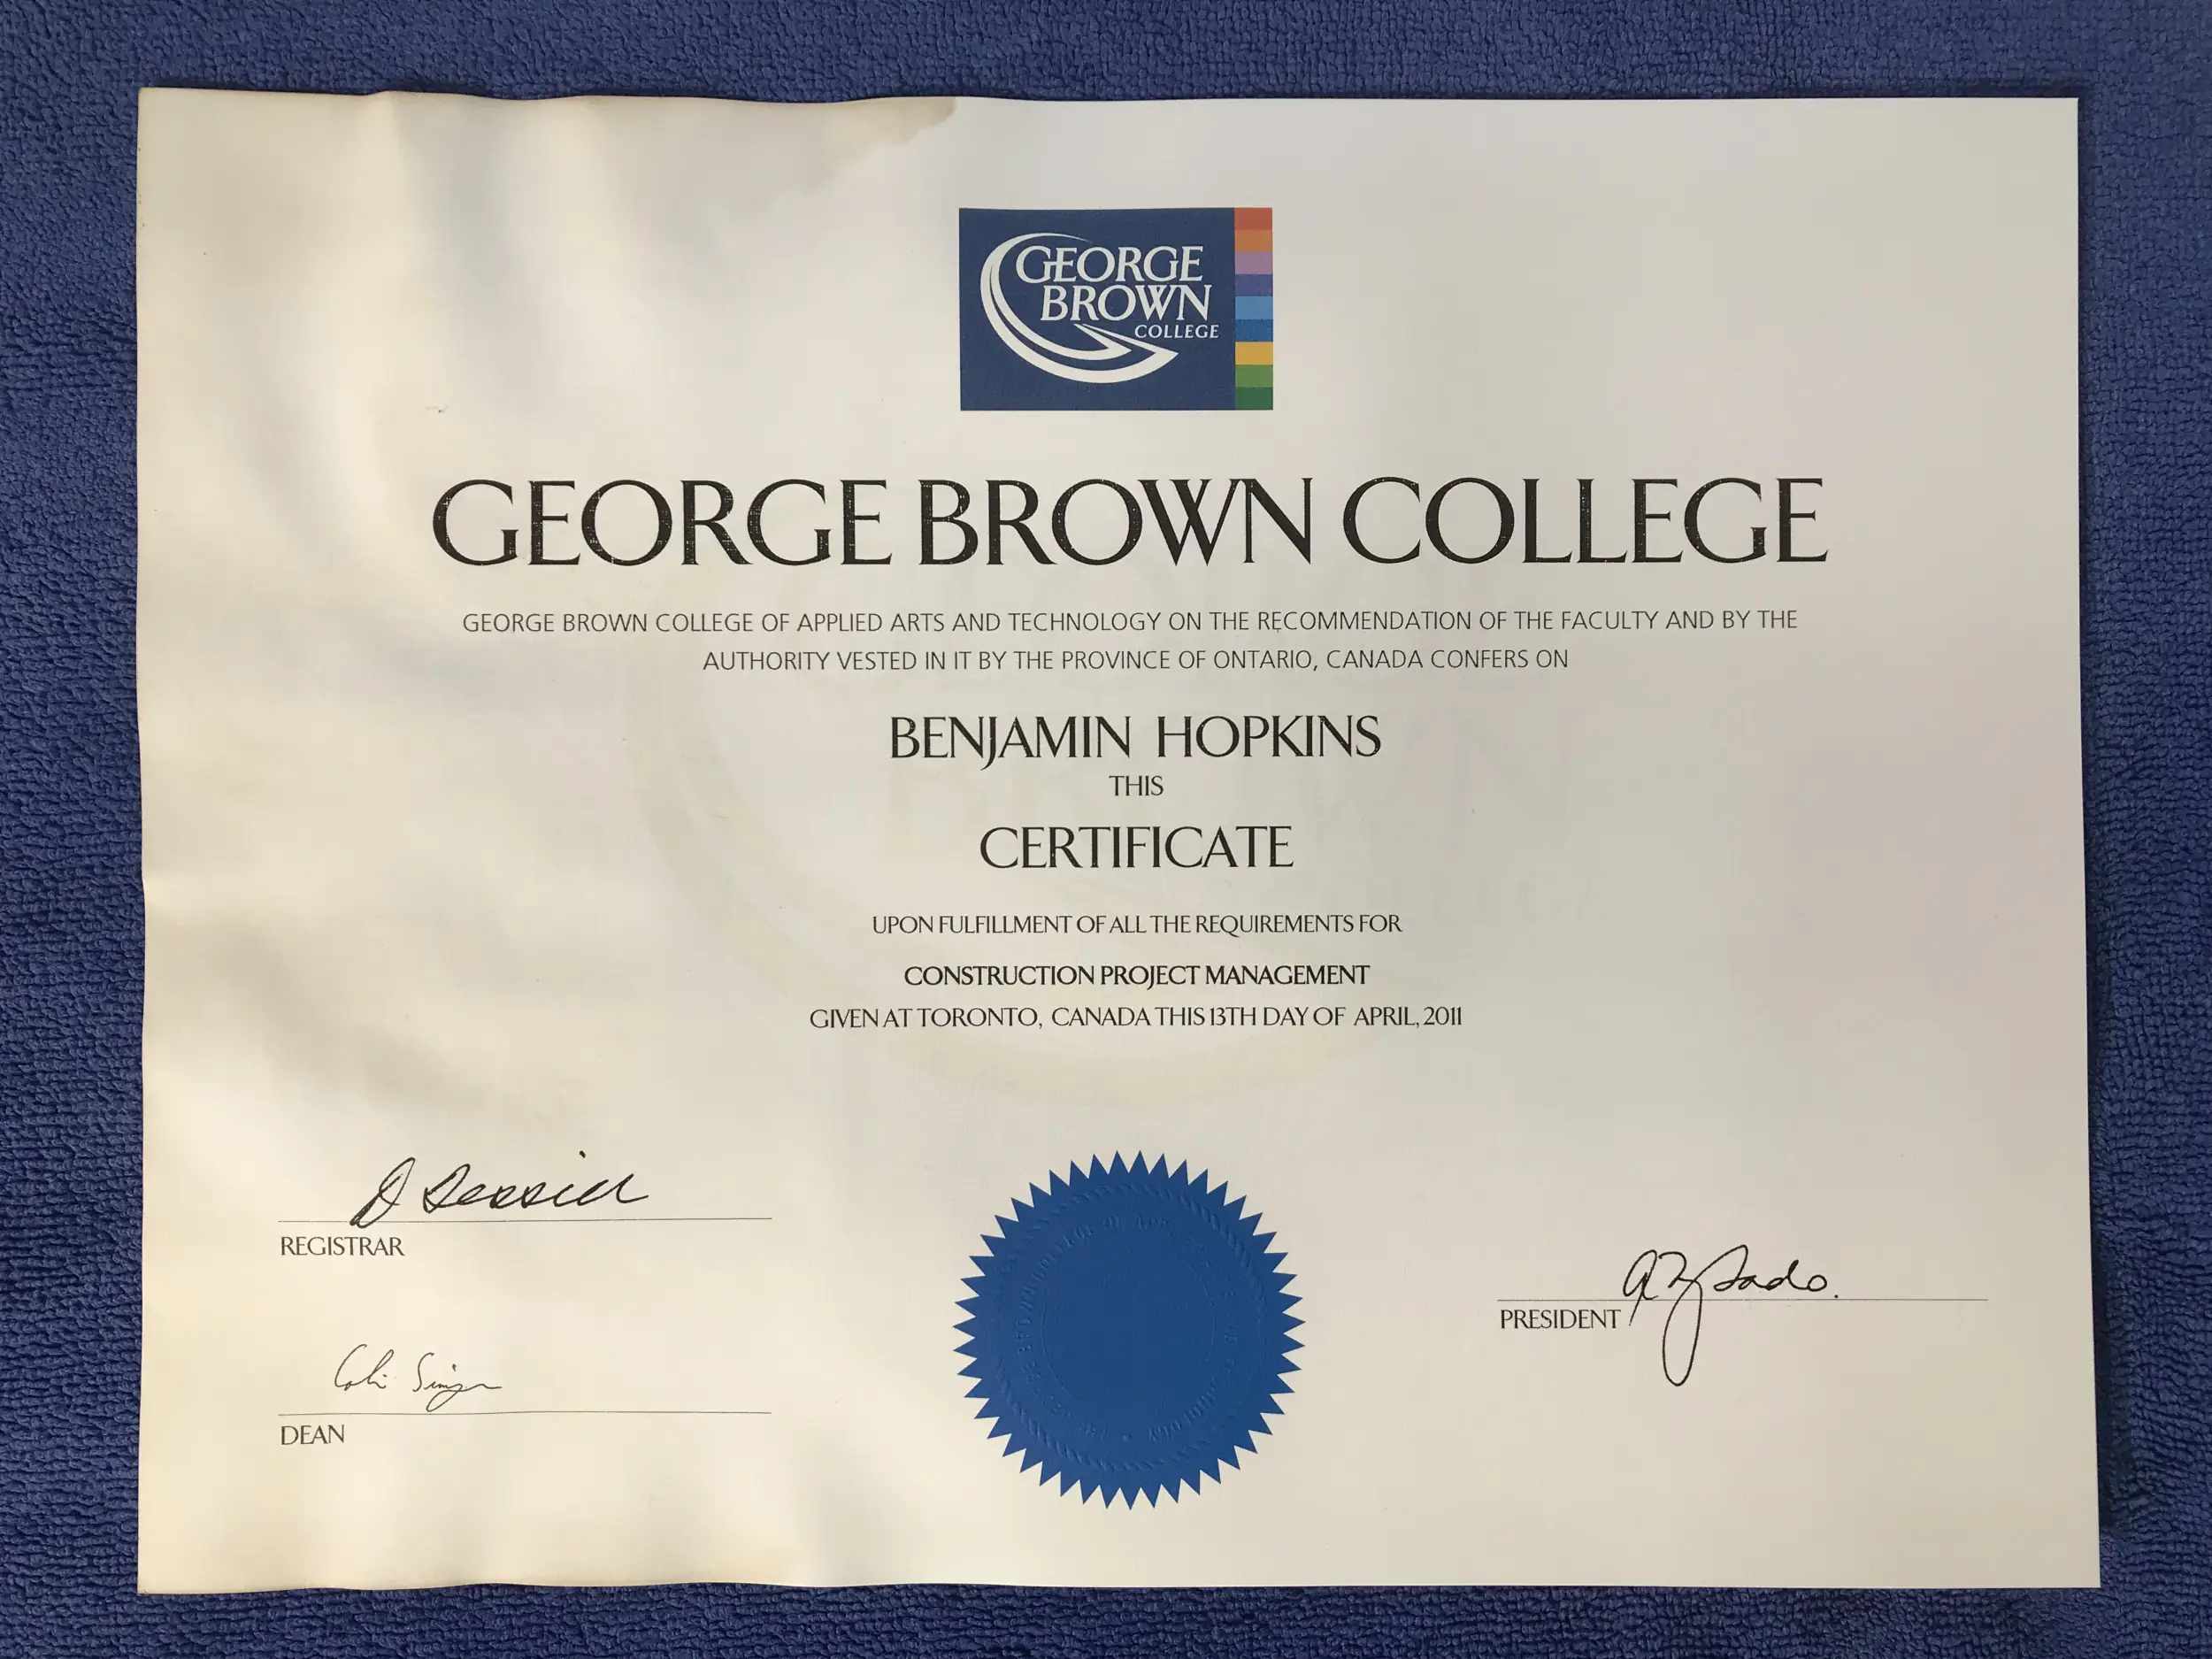 GEORGE
BROWN
COLLEGE
GEORGE BROWN COLLEGE
GEORGE BROWN COLLEGE OF APPLIED ARTS AND TECHNOLOGY ON THE RECOMMENDATION OF THE FACULTY AND BY THE
AUTHORITY VESTED IN IT BY THE PROVINCE OF ONTARIO, CANADA CONFERS ON
BENJAMIN HOPKINS
THIS
CERTIFICATE
UPON FULFILLMENT OF ALL THE REQUIREMENTS FOR
CONSTRUCTION PROJECT MANAGEMENT
GIVEN AT TORONTO, CANADA THIS 13TH DAY OF APRIL, 2011
REGISTRAR
PRESIDENT
DEAN